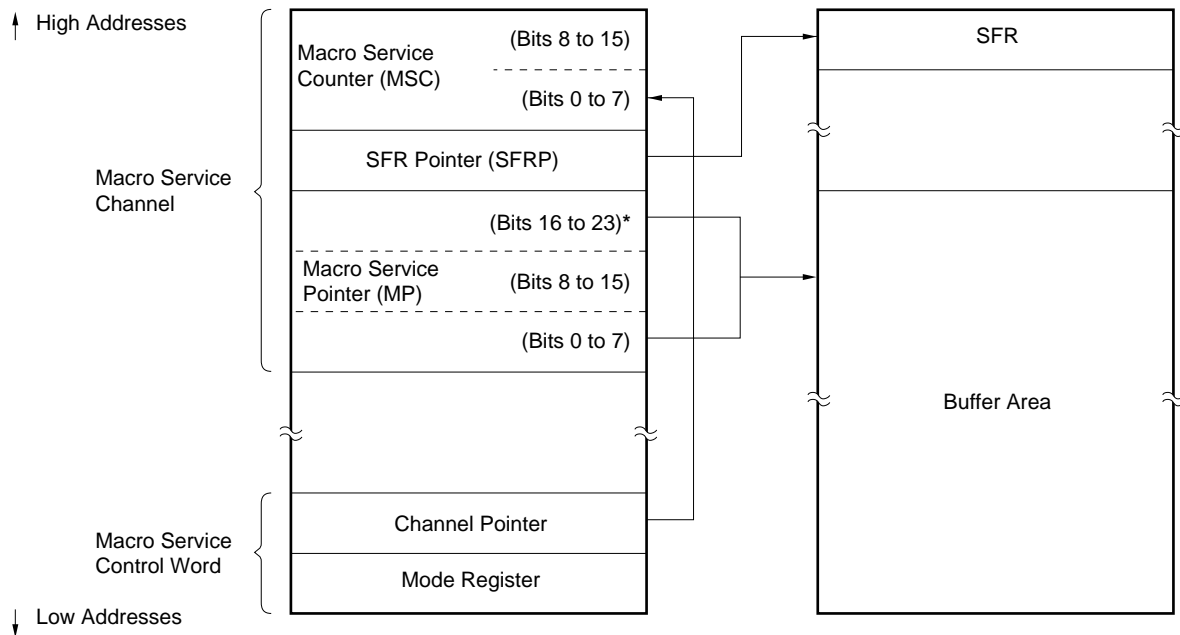 High Addresses
Macro Service
Counter (MSC)
(Bits 8 to 15)
(Bits 0 to 7)
SFR Pointer (SFRP)
Macro Service
Channel
(Bits 16 to 23)*
Macro Service
Pointer (MP)
(Bits 8 to 15)
(Bits 0 to 7)
Channel Pointer
Macro Service
Control Word
Mode Register
Low Addresses
SFR
Buffer Area